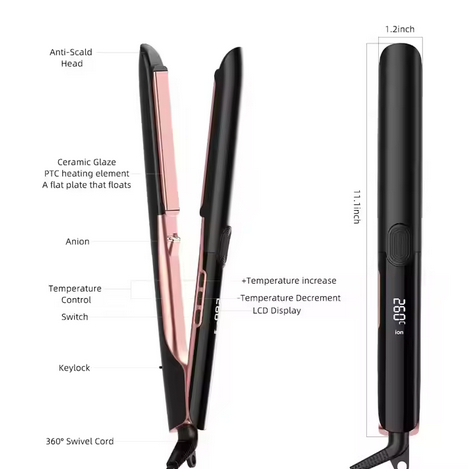 1.2inch
Anti-Scald
Head
Ceramic Glaze
PTC heating element
A flat plate that floats
11.1inch
Anion
Temperature
Control
+Temperature increase
-Temperature Decrement
LCD Display
Switch
260°C
ion
Keylock
360° Swivel Cord